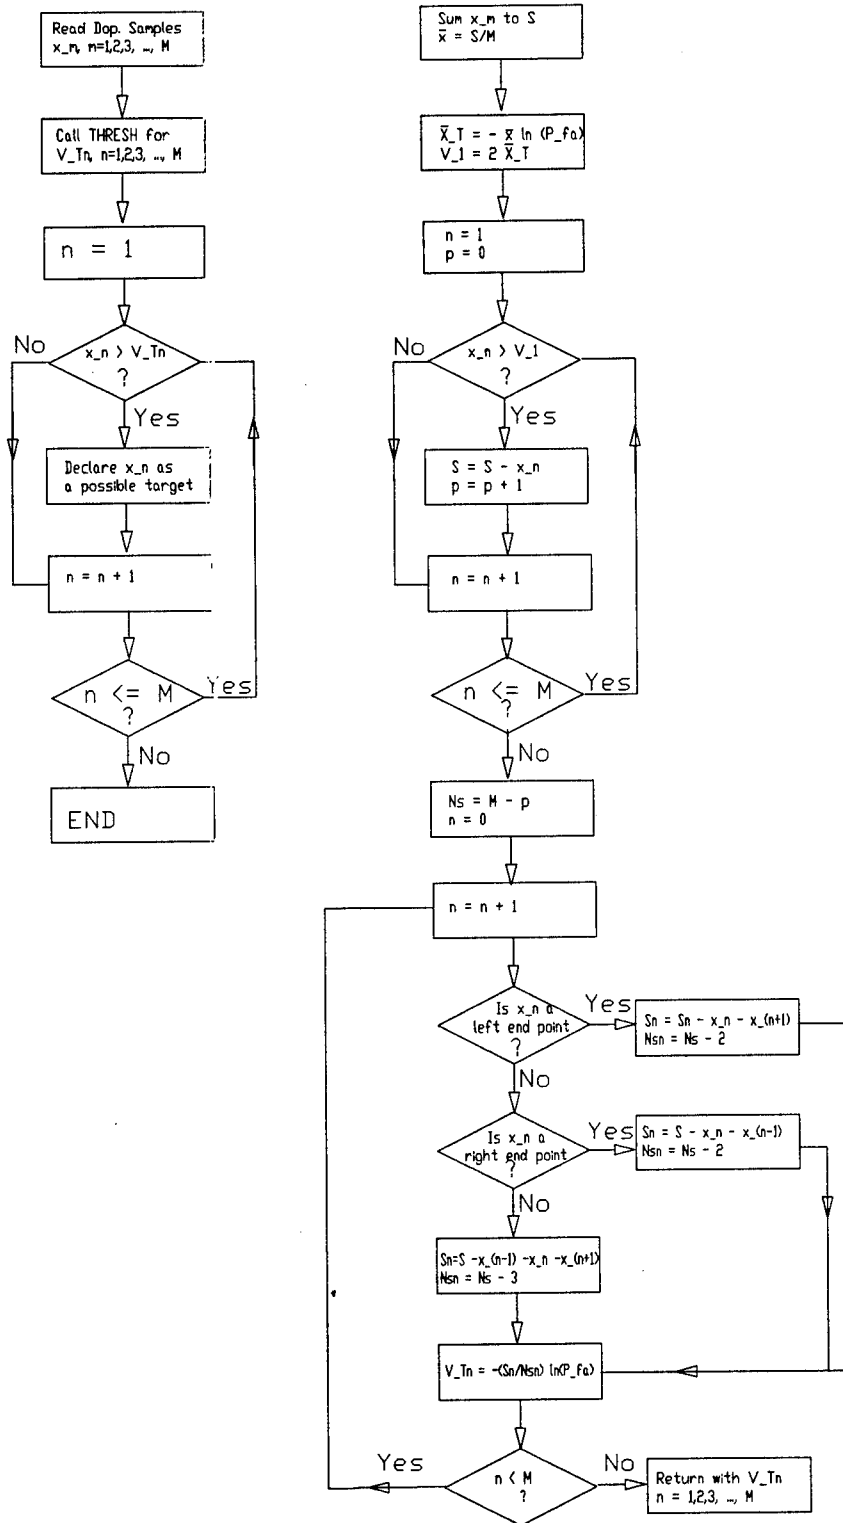 Read Dop. Samples
x_m, m=1,2,3, ..., M
Call THRESH for
V_Tn, n=1,2,3, ..., M
n = 1
x_n > V_Tn
?
No
Yes
Declare x_n as
a possible target
n = n + 1
n <= M
?
Yes
No
END
Sum x_m to S
x̅ = S/M
X̅_T = - x̅ ln (P_fa)
V_1 = 2 X̅_T
n = 1
p = 0
x_n > V_1
?
No
Yes
S = S - x_n
p = p + 1
n = n + 1
n <= M
?
Yes
No
Ns = M - p
n = 0
n = n + 1
Is x_n a
left end point
?
Yes
Sn = Sn - x_n - x_(n+1)
Nsn = Ns - 2
No
Is x_n a
right end point
?
Yes
Sn = S - x_n - x_(n-1)
Nsn = Ns - 2
No
Sn=S -x_(n-1) -x_n -x_(n+1)
Nsn = Ns - 3
V_Tn = -(Sn/Nsn) ln(P_fa)
n < M
?
Yes
No
Return with V_Tn
n = 1,2,3, ..., M